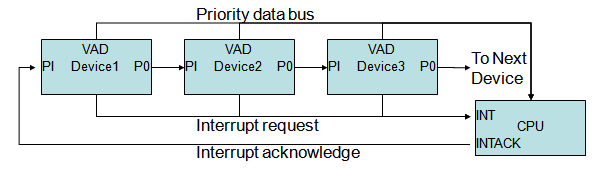 Priority data bus
VAD VAD VAD
PI Device1 P0 PI Device2 P0 PI Device3 P0
To Next
Device
INT
CPU
Interrupt request
INTACK
Interrupt acknowledge